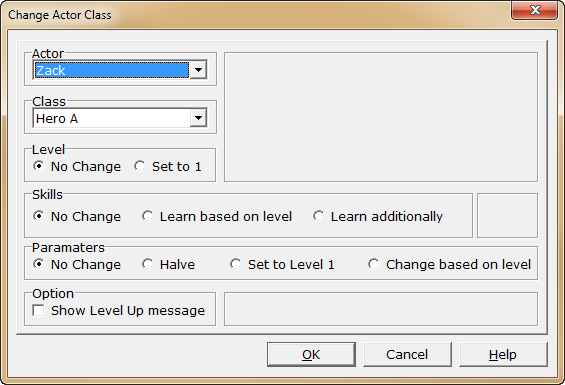 Change Actor Class
Actor
Zack
Class
Hero A
Level
No Change Set to 1
Skills
No Change Learn based on level Learn additionally
Paramaters
No Change Halve Set to Level 1 Change based on level
Option
Show Level Up message
OK Cancel Help